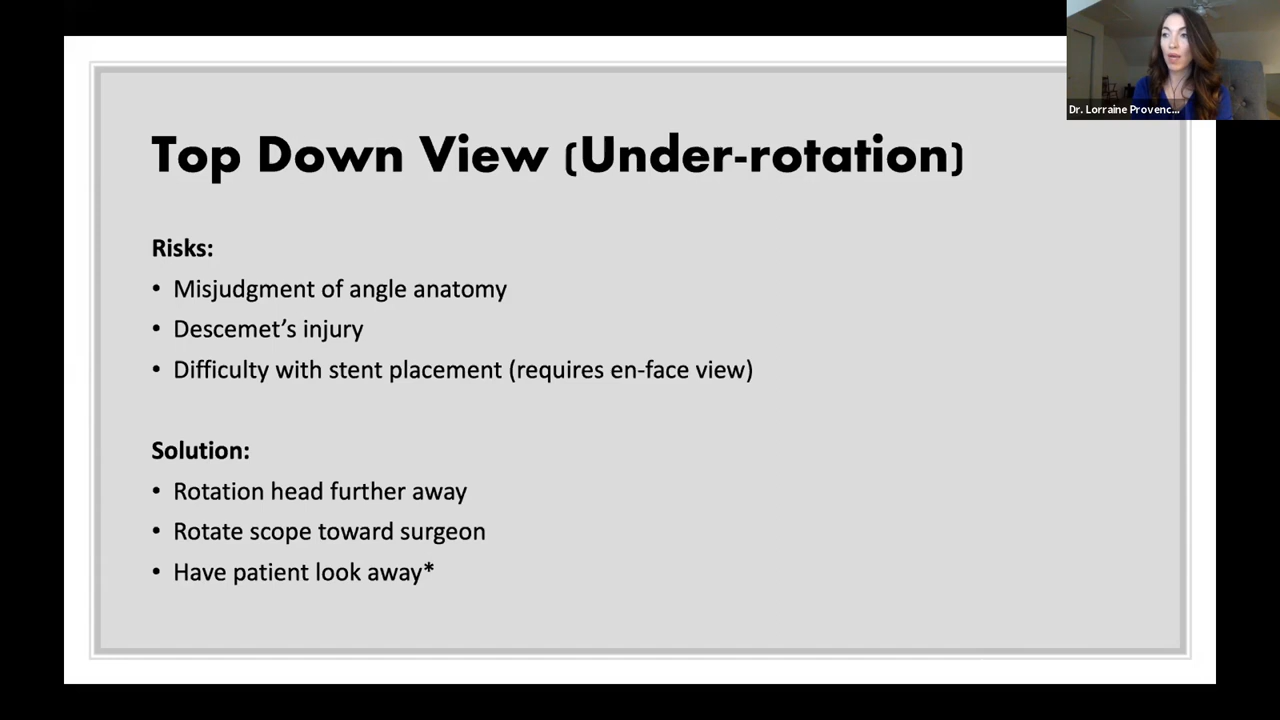 Dr. Lorraine Provenc...
Top Down View (Under-rotation)
Risks:
• Misjudgment of angle anatomy
• Descemet’s injury
• Difficulty with stent placement (requires en-face view)
Solution:
• Rotation head further away
• Rotate scope toward surgeon
• Have patient look away*